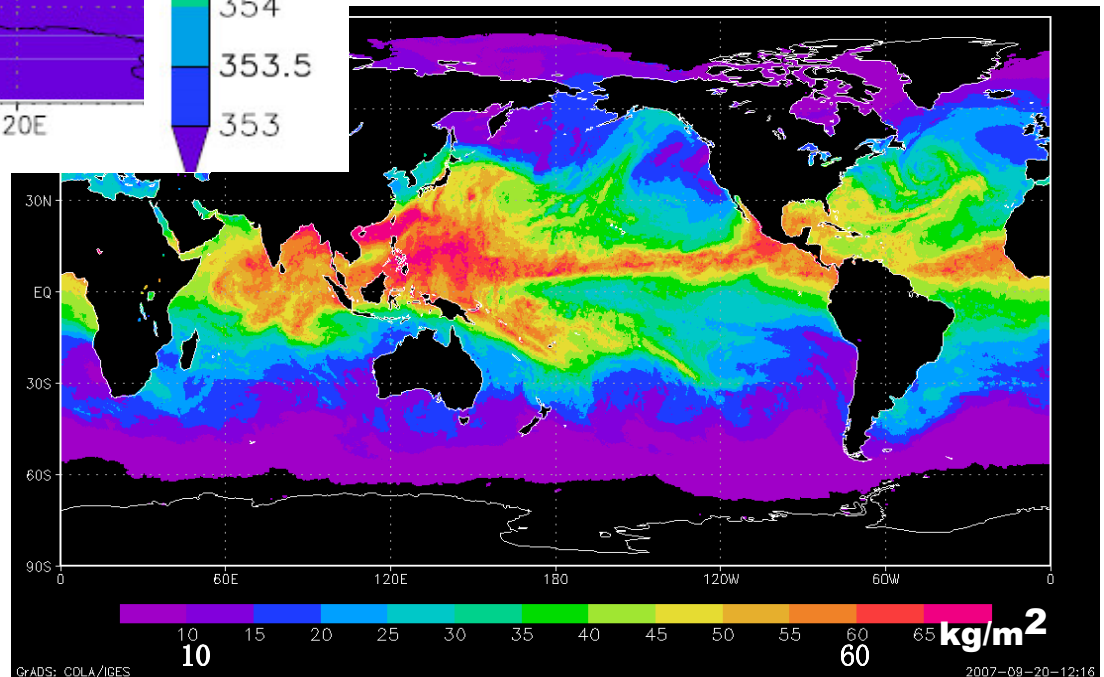 354
353.5
353
20E
30N
EQ
30S
60S
90S
0 60E 120E 180 120W 60W 0
10 15 20 25 30 35 40 45 50 55 60 65 kg/m²
10 60
GrADS: COLA/IGES 2007-09-20-12:16